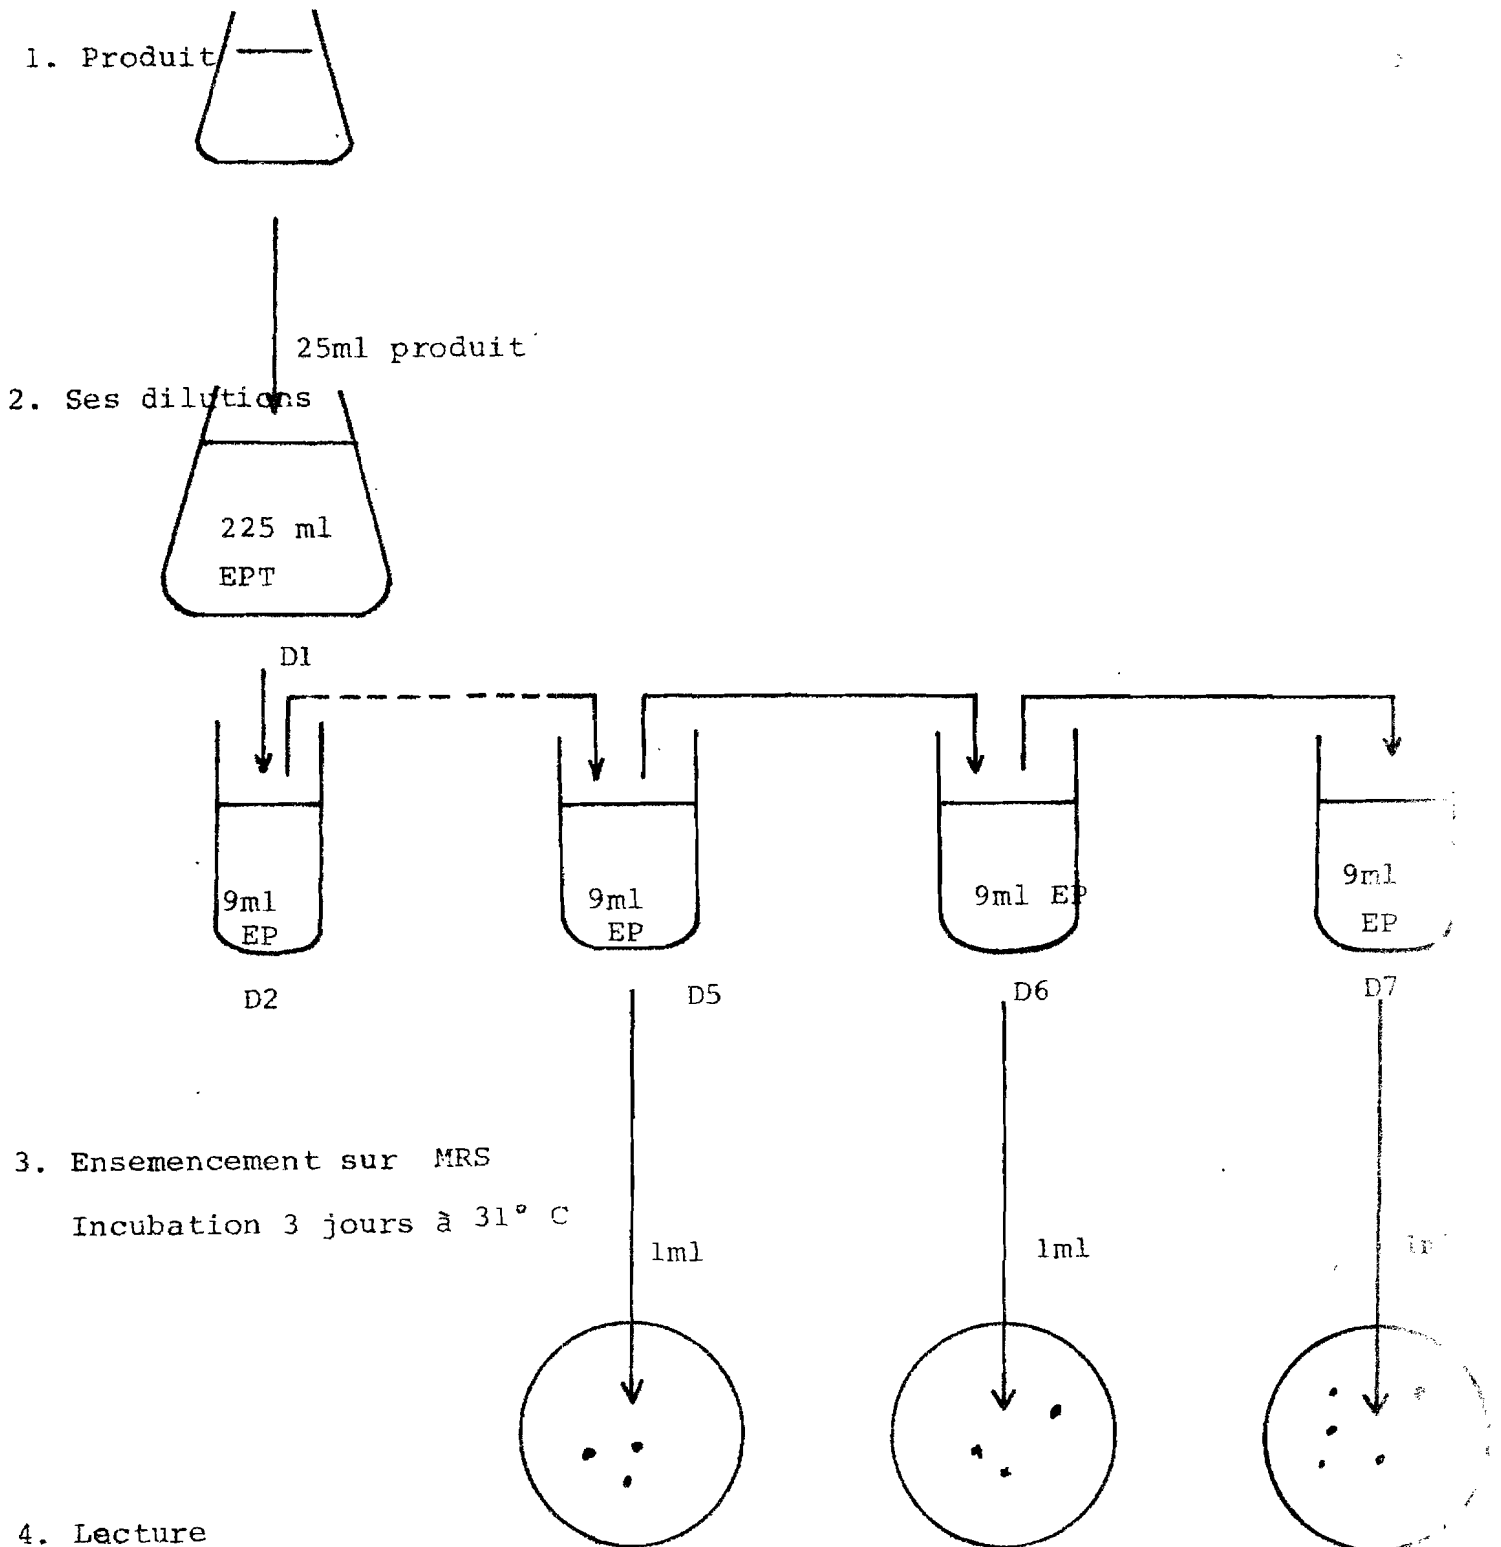 1. Produit
25ml produit
2. Ses dilutions
225 ml
EPT
D1
9ml
EP
9ml
EP
9ml EP
9ml
EP
D2
D5
D6
D7
3. Ensemencement sur MRS
Incubation 3 jours à 31° C
1ml
1ml
4. Lecture